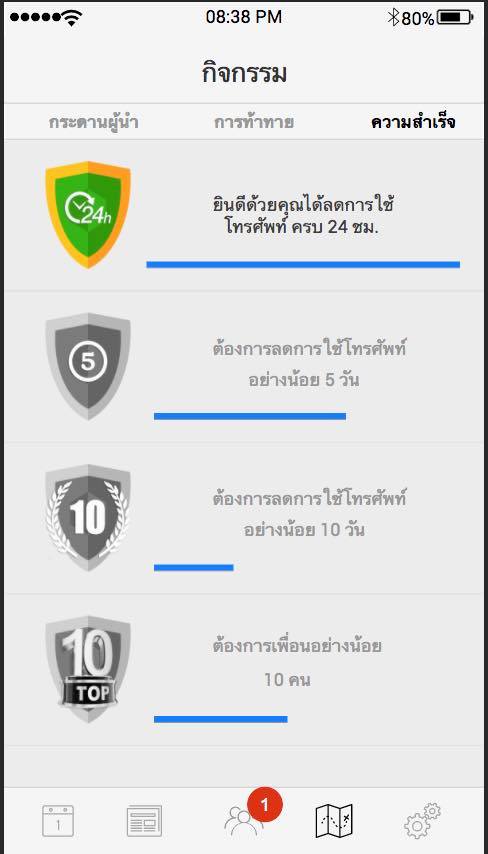 08:38 PM
80%
กิจกรรม
กระดานผู้นำ
การท้าทาย
ความสำเร็จ
24h
ยินดีด้วยคุณได้ลดการใช้
โทรศัพท์ ครบ 24 ชม.
5
ต้องการลดการใช้โทรศัพท์
อย่างน้อย 5 วัน
10
ต้องการลดการใช้โทรศัพท์
อย่างน้อย 10 วัน
10
TOP
ต้องการเพื่อนอย่างน้อย
10 คน
1
1